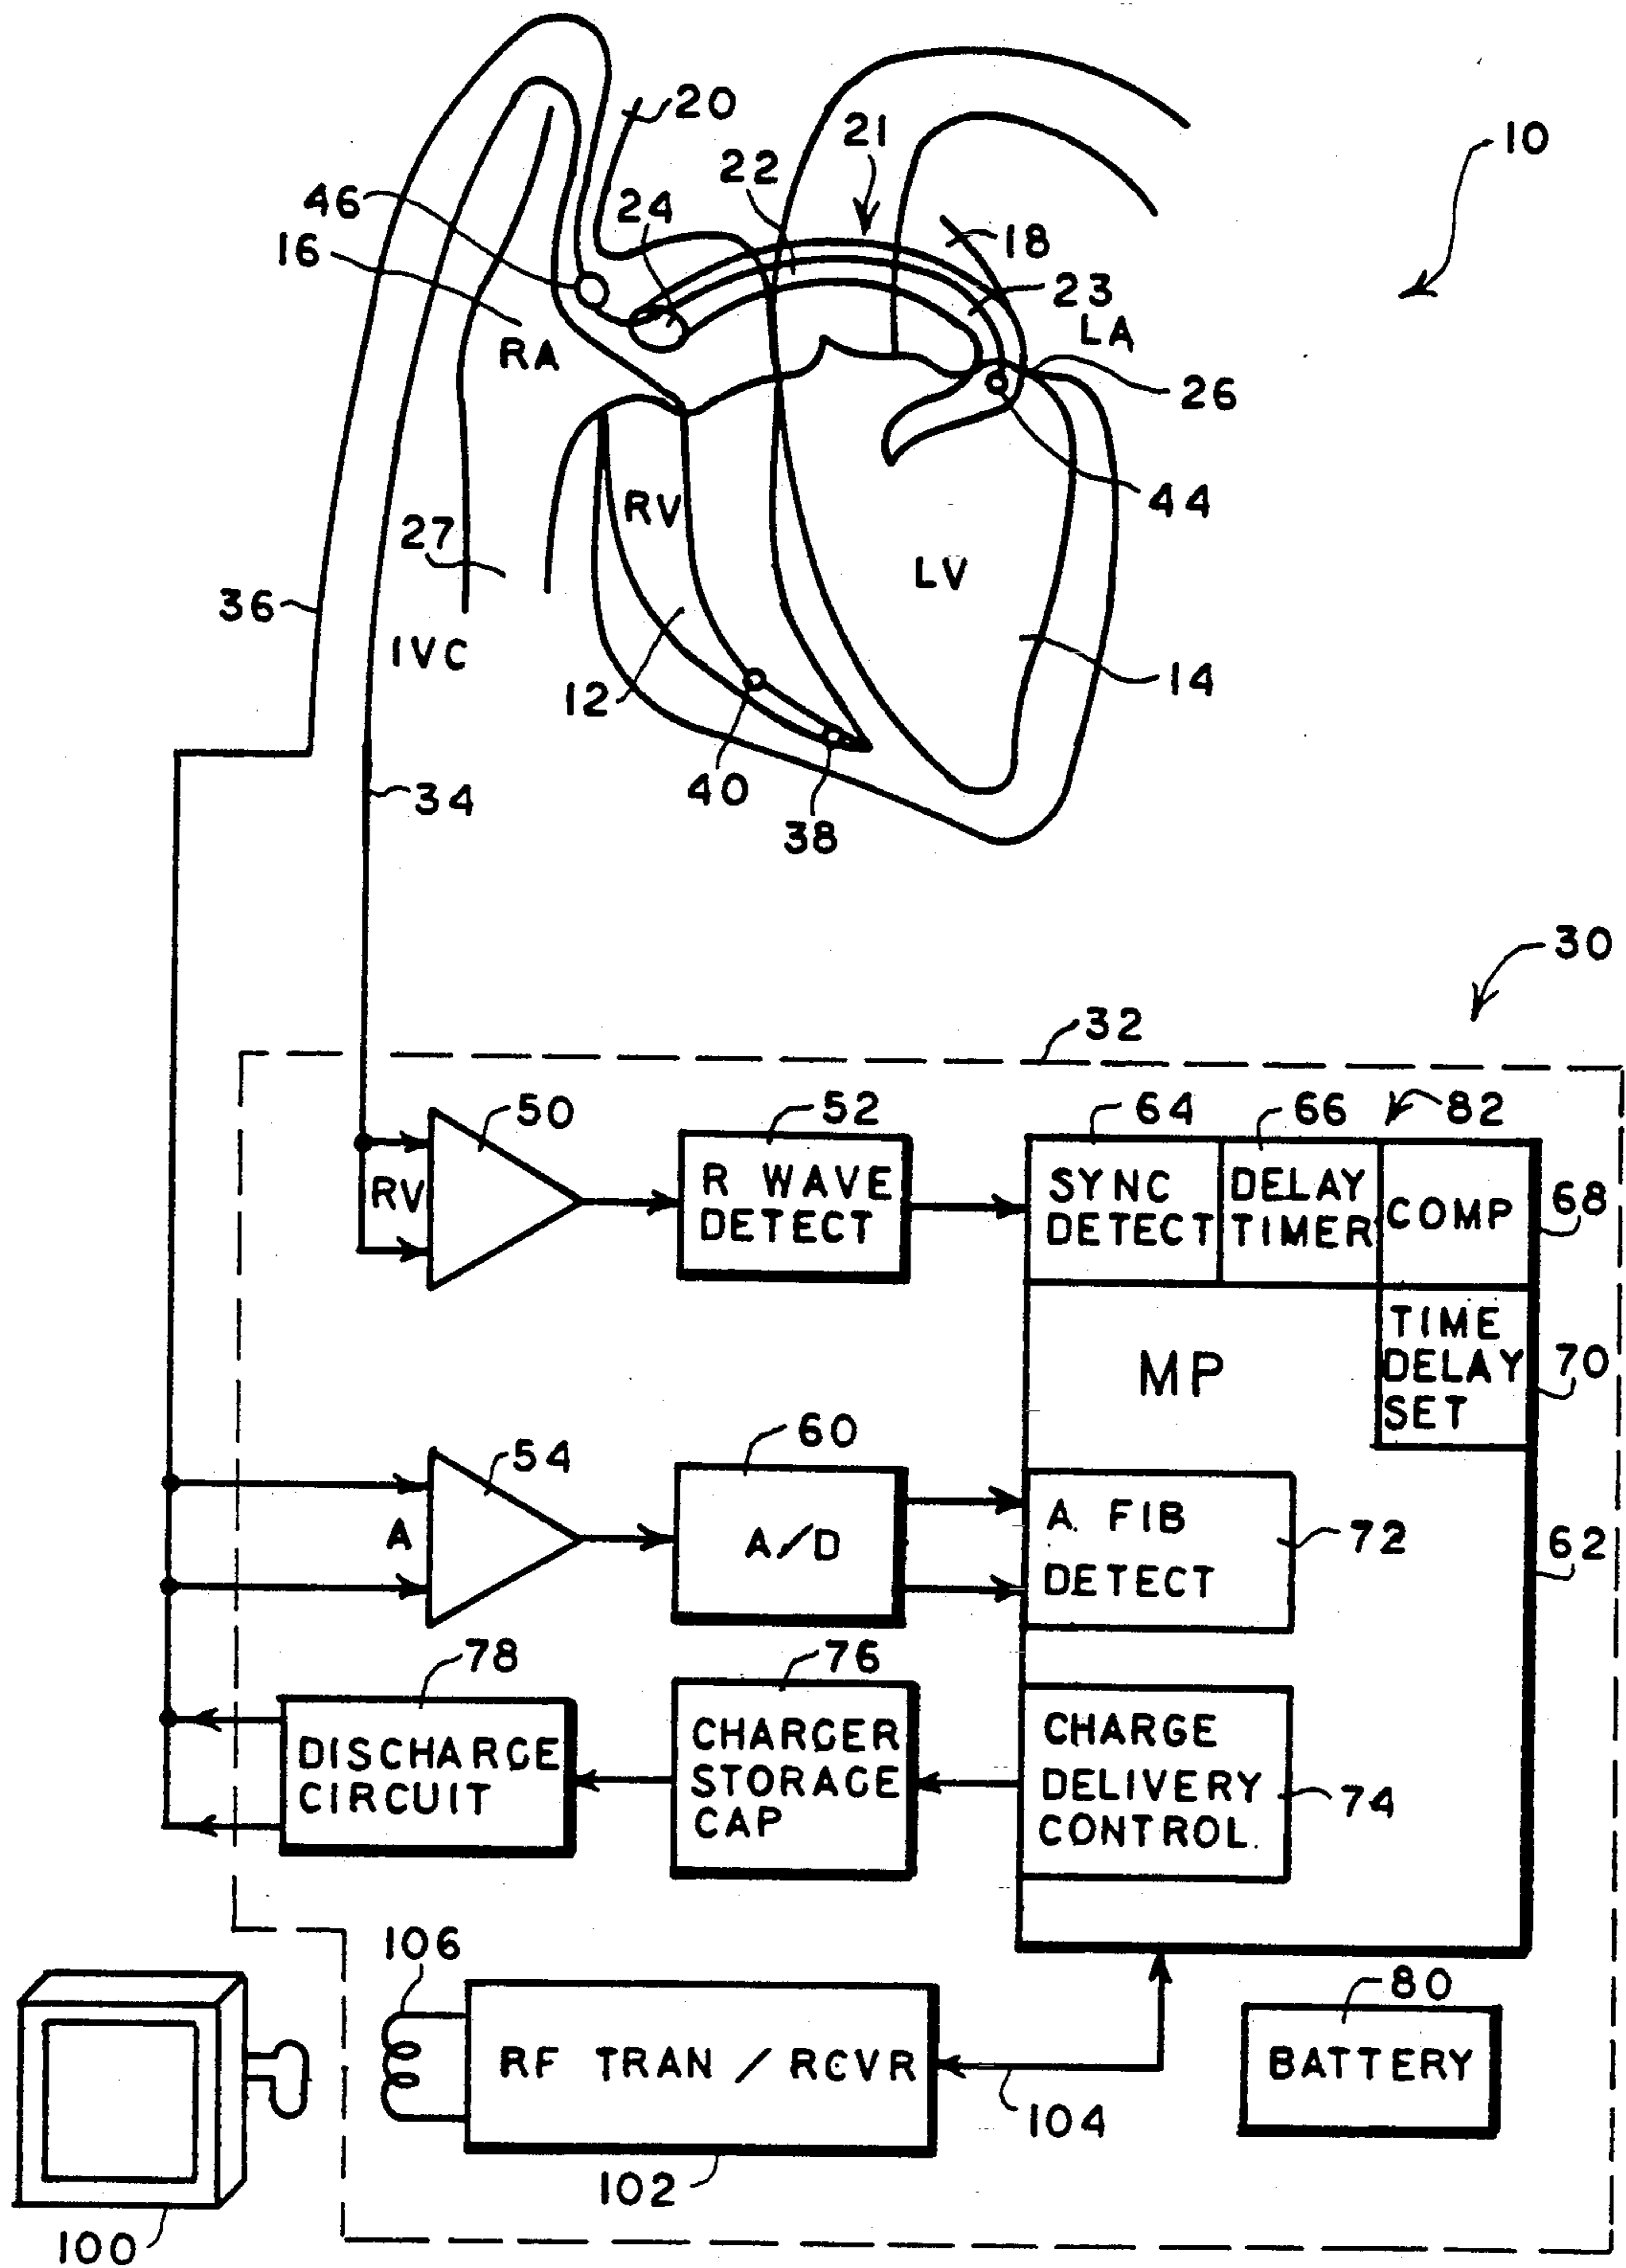 20
21
10
22
46
24
16
18
23
LA
RA
26
RV
44
27
LV
36
IVC
12
14
40
34
38
30
32
50
52
64
66
82
RV
R WAVE
DETECT
SYNC
DETECT
DELAY
TIMER
COMP
68
TIME
DELAY
SET
70
MP
54
60
A
A/D
A. FIB
DETECT
72
62
78
76
DISCHARGE
CIRCUIT
CHARGER
STORAGE
CAP
CHARGE
DELIVERY
CONTROL
74
106
80
RF TRAN / RCVR
BATTERY
104
102
100